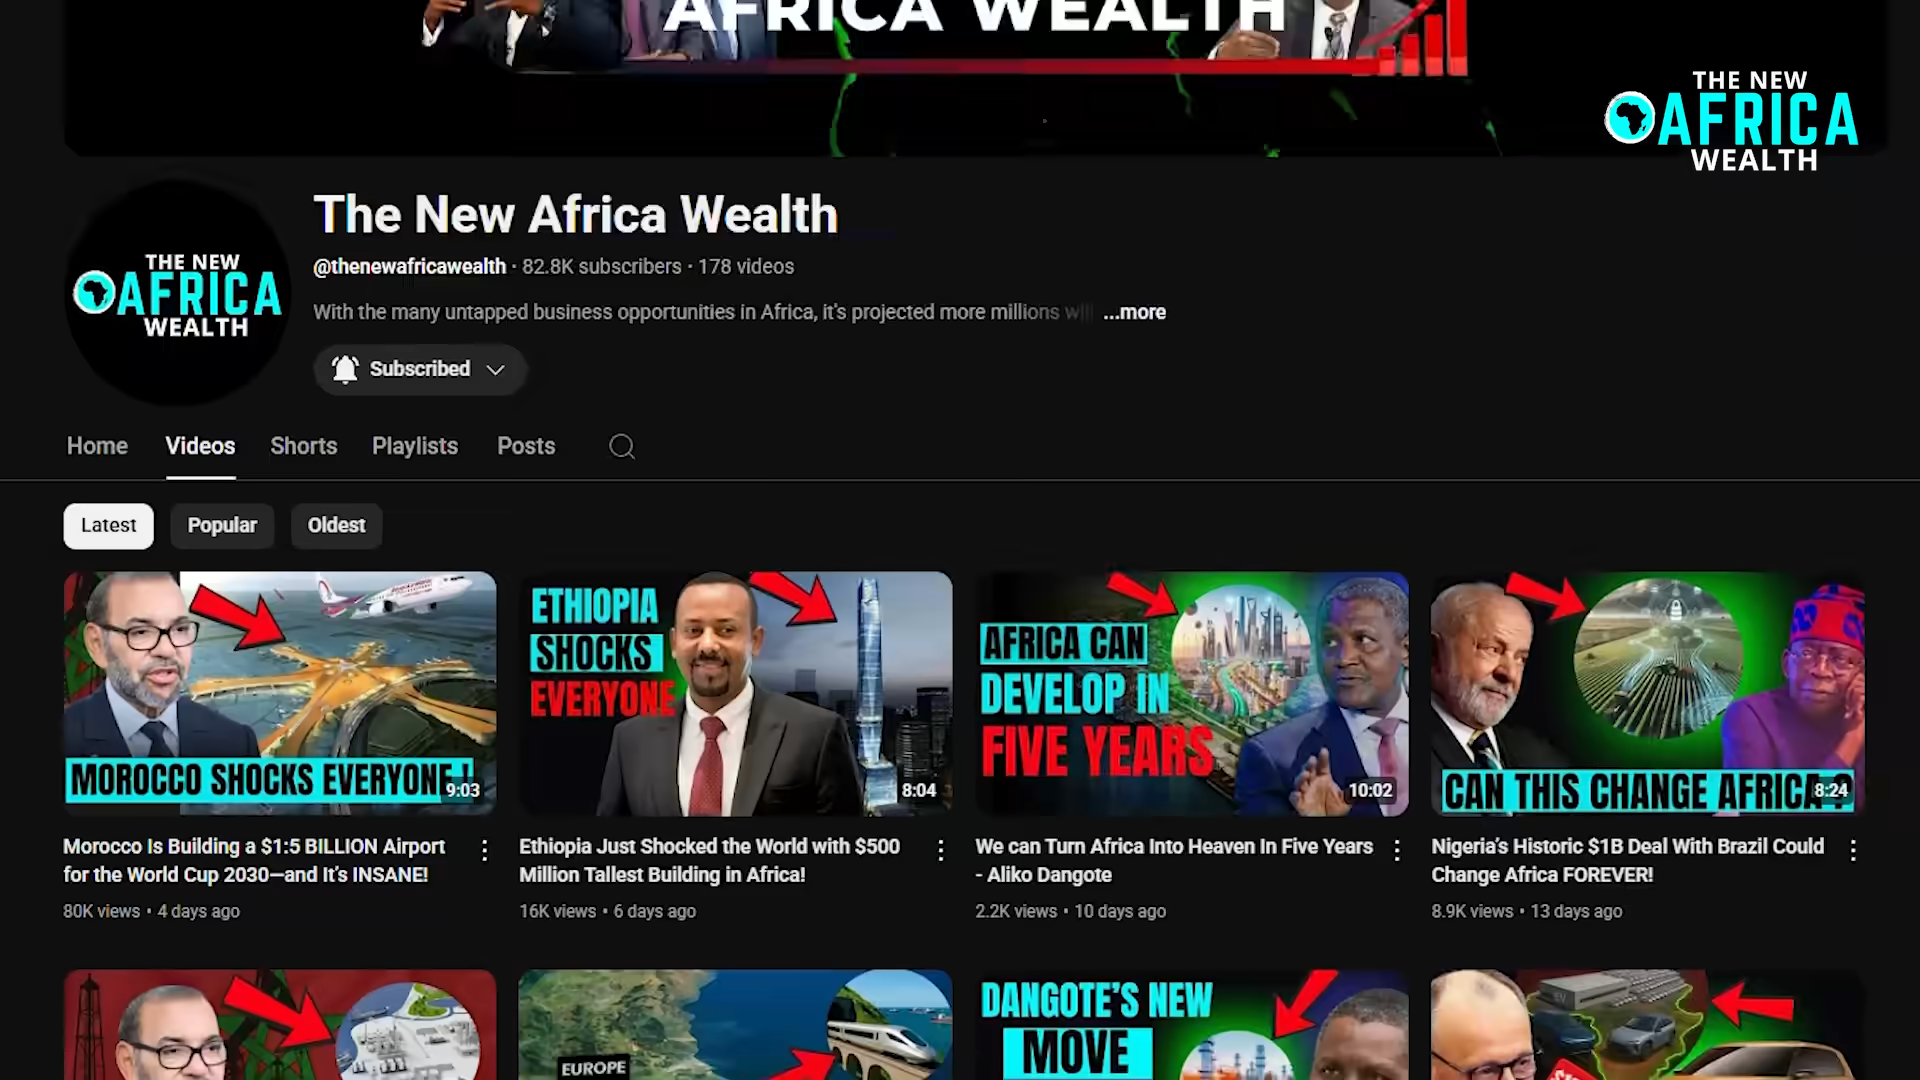 AFRICA WEALTH
THE NEW
AFRICA
WEALTH
The New Africa Wealth
THE NEW
AFRICA
WEALTH
@thenewafricawealth · 82.8K subscribers · 178 videos
With the many untapped business opportunities in Africa, it's projected more millions ...more
Subscribed
Home Videos Shorts Playlists Posts
Latest Popular Oldest
MOROCCO SHOCKS EVERYONE !
9:03
ETHIOPIA
SHOCKS
EVERYONE
8:04
AFRICA CAN
DEVELOP IN
FIVE YEARS
10:02
CAN THIS CHANGE AFRICA ?
8:24
Morocco Is Building a $1:5 BILLION Airport
for the World Cup 2030—and It's INSANE!
80K views • 4 days ago
Ethiopia Just Shocked the World with $500
Million Tallest Building in Africa!
16K views • 6 days ago
We can Turn Africa Into Heaven In Five Years
- Aliko Dangote
2.2K views • 10 days ago
Nigeria's Historic $1B Deal With Brazil Could
Change Africa FOREVER!
8.9K views • 13 days ago
EUROPE
DANGOTE'S NEW
MOVE